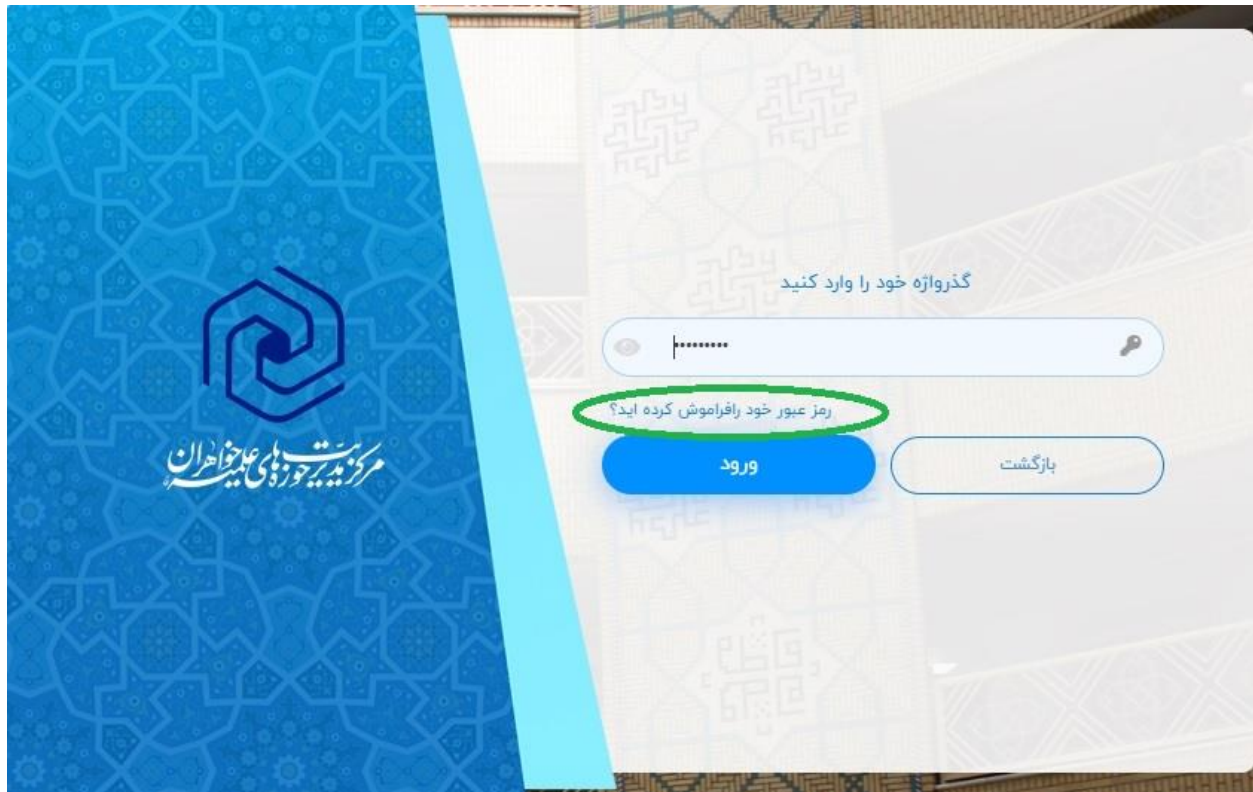 گذرواژه خود را وارد کنید
•••••••••
رمز عبور خود رافراموش کرده اید؟
بازگشت
ورود
مرکز مدیریت حوزه‌های علمیه خواهران